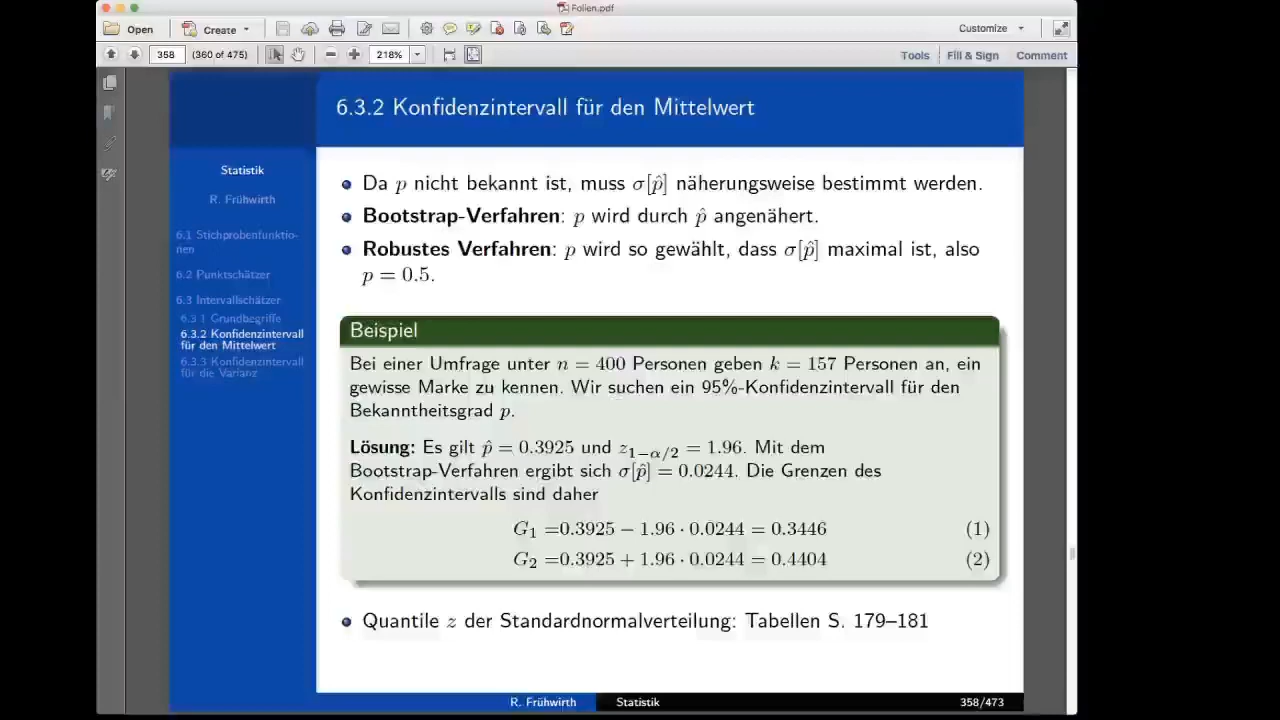 Folien.pdf
Open
Create
Customize
358
(360 of 475)
218%
Tools
Fill & Sign
Comment
6.3.2 Konfidenzintervall für den Mittelwert
Statistik
R. Frühwirth
6.1 Stichprobenfunktio-
nen
6.2 Punktschätzer
6.3 Intervallschätzer
6.3.1 Grundbegriffe
6.3.2 Konfidenzintervall
für den Mittelwert
6.3.3 Konfidenzintervall
für die Varianz
Da p nicht bekannt ist, muss σ[p̂] näherungsweise bestimmt werden.
Bootstrap-Verfahren: p wird durch p̂ angenähert.
Robustes Verfahren: p wird so gewählt, dass σ[p̂] maximal ist, also
p = 0.5.
Beispiel
Bei einer Umfrage unter n = 400 Personen geben k = 157 Personen an, ein
gewisse Marke zu kennen. Wir suchen ein 95%-Konfidenzintervall für den
Bekanntheitsgrad p.
Lösung: Es gilt p̂ = 0.3925 und z₁₋α/₂ = 1.96. Mit dem
Bootstrap-Verfahren ergibt sich σ[p̂] = 0.0244. Die Grenzen des
Konfidenzintervalls sind daher
G₁ =0.3925 − 1.96 · 0.0244 = 0.3446 (1)
G₂ =0.3925 + 1.96 · 0.0244 = 0.4404 (2)
Quantile z der Standardnormalverteilung: Tabellen S. 179–181
R. Frühwirth
Statistik
358/473